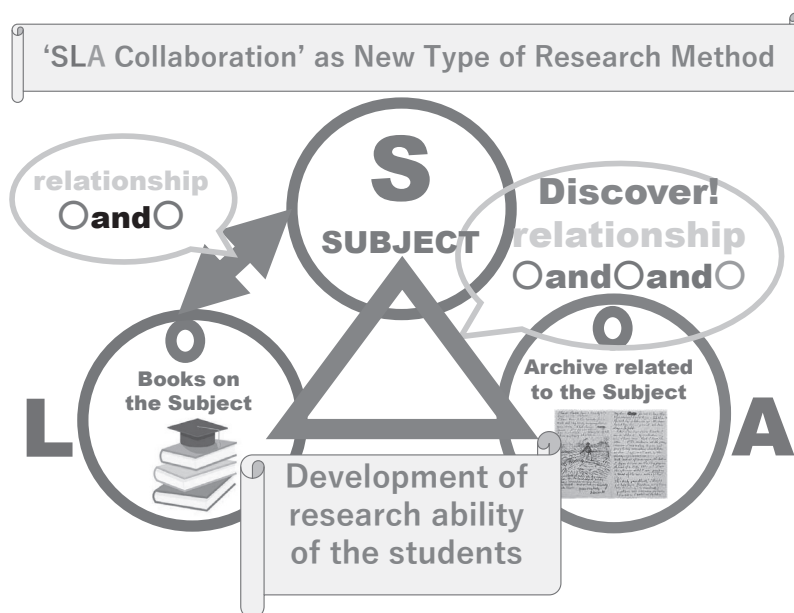 ‘SLA Collaboration’ as New Type of Research Method
S
SUBJECT
relationship
○and○
Discover!
relationship
○and○and○
L
Books on
the Subject
Archive related
to the Subject
A
Development of
research ability
of the students